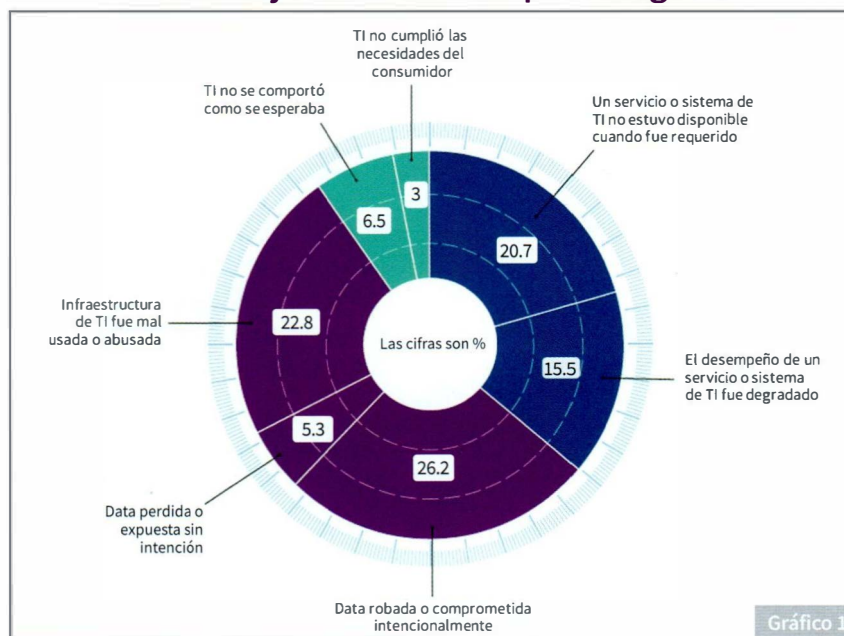 TI no cumplió las
necesidades del
consumidor
TI no se comportó
como se esperaba
Un servicio o sistema de
TI no estuvo disponible
cuando fue requerido
3
6.5
20.7
Infraestructura
de TI fue mal
usada o abusada
22.8
Las cifras son %
15.5
El desempeño de un
servicio o sistema
de TI fue degradado
5.3
26.2
Data perdida o
expuesta sin
intención
Data robada o comprometida
intencionalmente
Gráfico 1